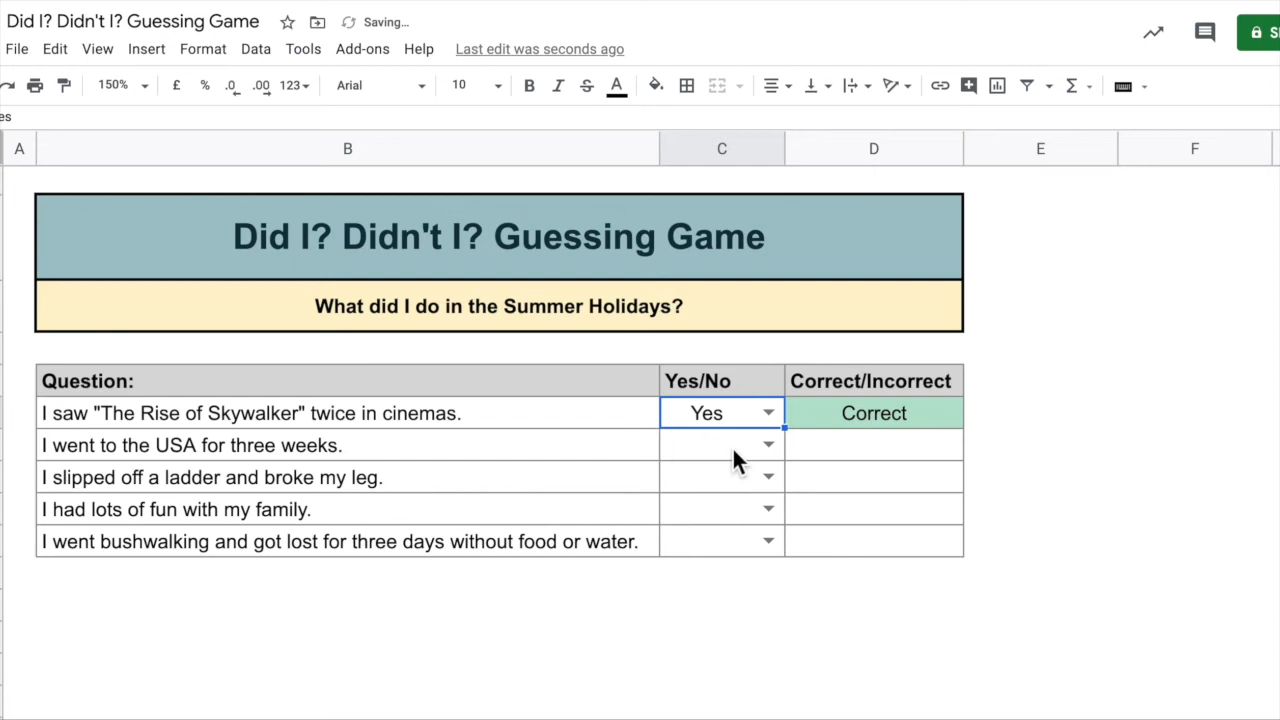 Did I? Didn't I? Guessing Game Saving...
File Edit View Insert Format Data Tools Add-ons Help Last edit was seconds ago
150% £ % .0 .00 123 Arial 10 B I S A Σ
es
A B C D E F
Did I? Didn't I? Guessing Game
What did I do in the Summer Holidays?
Question: Yes/No Correct/Incorrect
I saw "The Rise of Skywalker" twice in cinemas. Yes Correct
I went to the USA for three weeks.
I slipped off a ladder and broke my leg.
I had lots of fun with my family.
I went bushwalking and got lost for three days without food or water.